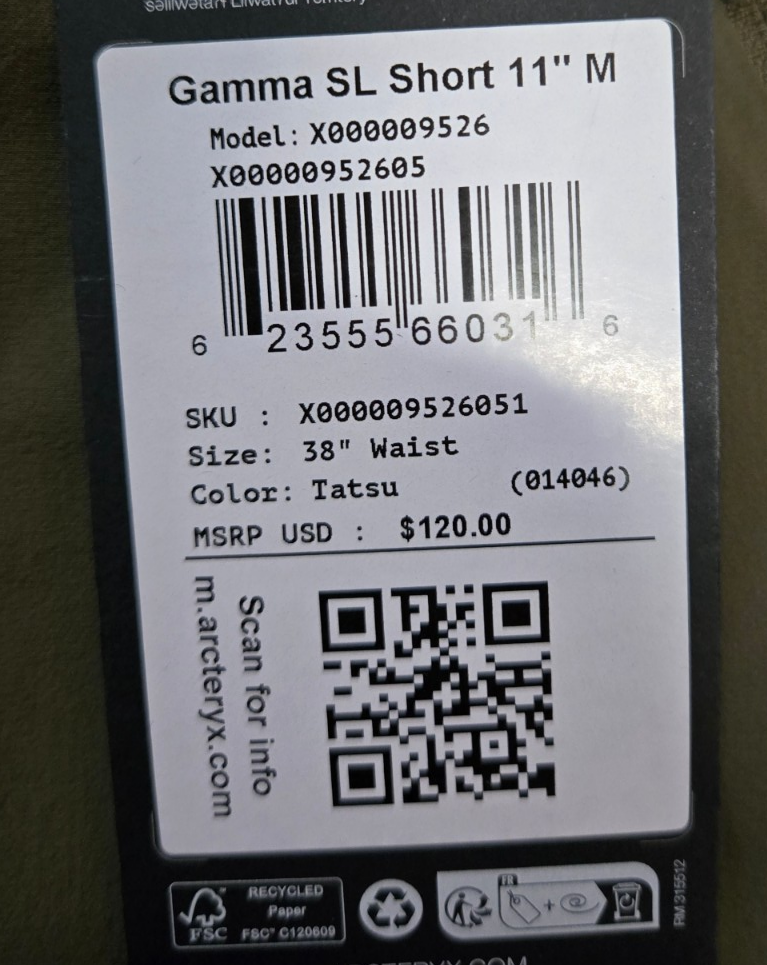 Gamma SL Short 11" M
Model: X000009526
X00000952605
6 23555 66031 6
SKU : X000009526051
Size: 38" Waist
Color: Tatsu (014046)
MSRP USD : $120.00
Scan for info
m.arcteryx.com
FSC
RECYCLED
Paper
FSC® C120609
FR
RM 315512